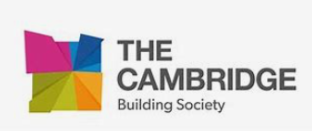 THE
CAMBRIDGE
Building Society